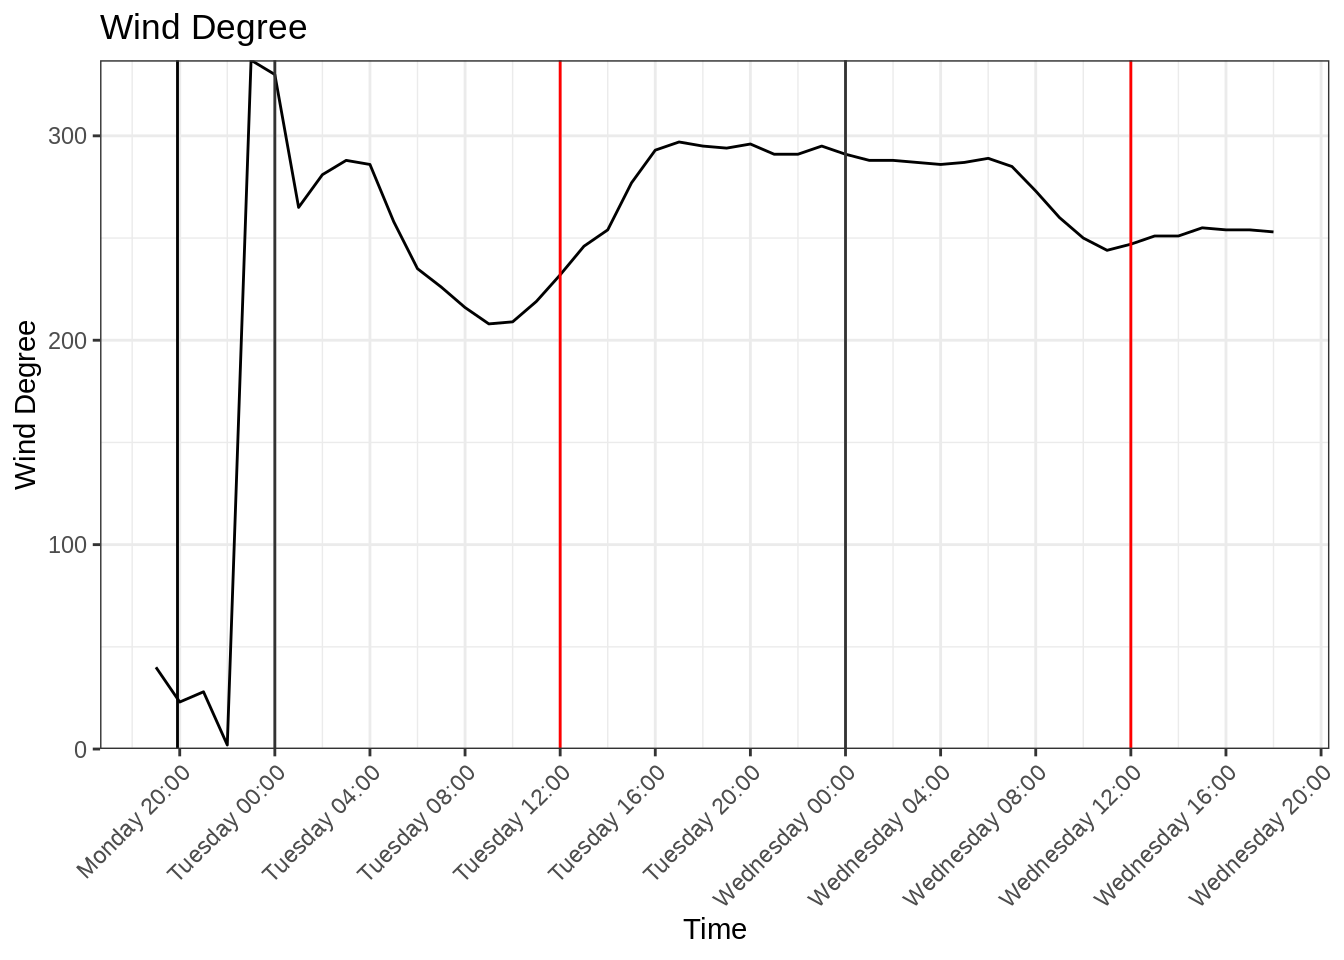 Wind Degree
Wind Degree
300
200
100
0
Monday 20:00
Tuesday 00:00
Tuesday 04:00
Tuesday 08:00
Tuesday 12:00
Tuesday 16:00
Tuesday 20:00
Wednesday 00:00
Wednesday 04:00
Wednesday 08:00
Wednesday 12:00
Wednesday 16:00
Wednesday 20:00
Time